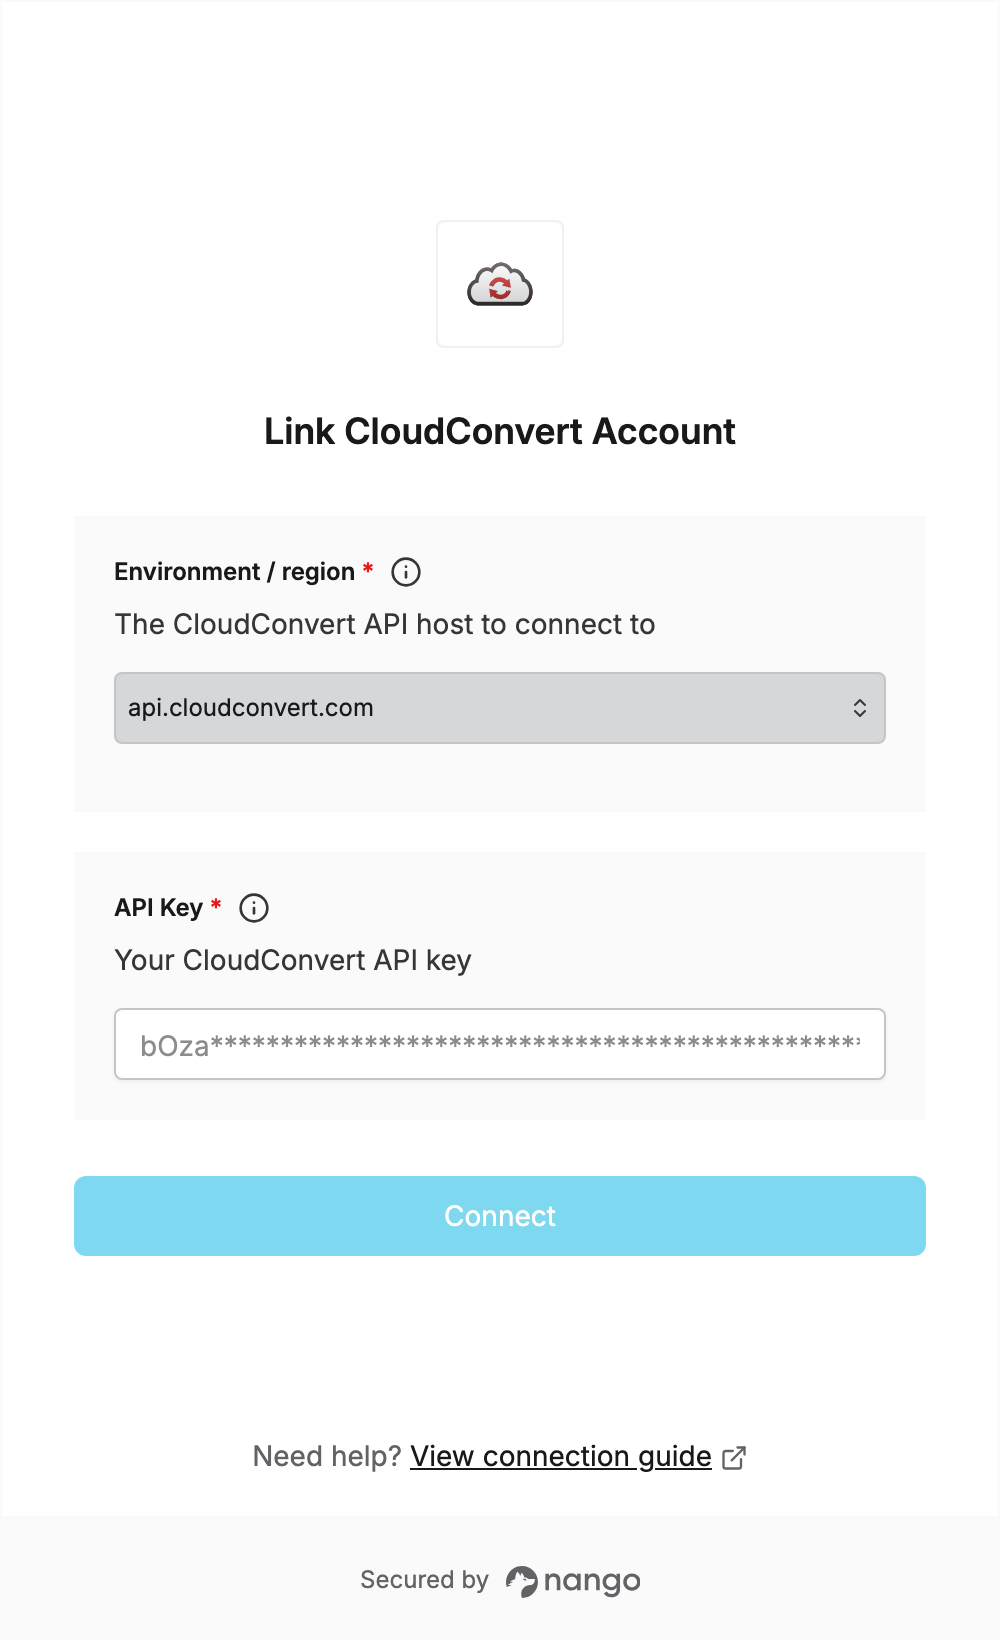 Link CloudConvert Account
Environment / region *
The CloudConvert API host to connect to
api.cloudconvert.com
API Key *
Your CloudConvert API key
bOza***********************************************
Connect
Need help? View connection guide
Secured by nango